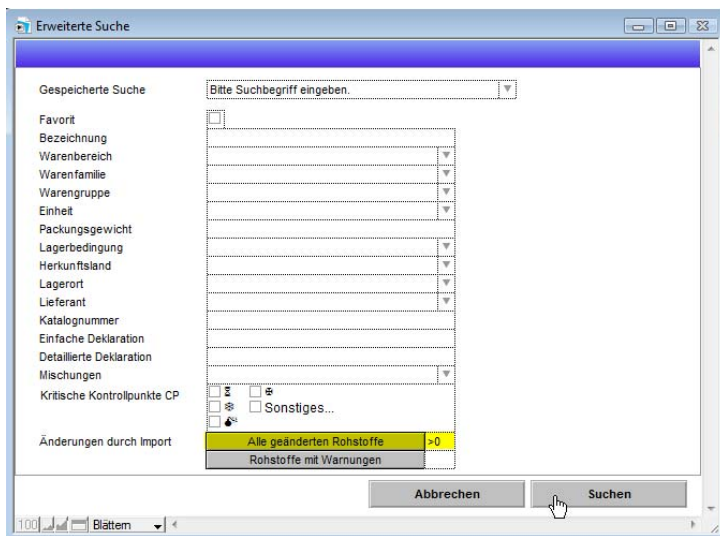 Erweiterte Suche
Gespeicherte Suche Bitte Suchbegriff eingeben.
Favorit
Bezeichnung
Warenbereich
Warenfamilie
Warengruppe
Einheit
Packungsgewicht
Lagerbedingung
Herkunftsland
Lagerort
Lieferant
Katalognummer
Einfache Deklaration
Detaillierte Deklaration
Mischungen
Kritische Kontrollpunkte CP
Sonstiges...
Änderungen durch Import Alle geänderten Rohstoffe >0
Rohstoffe mit Warnungen
Abbrechen Suchen
100 Blättern